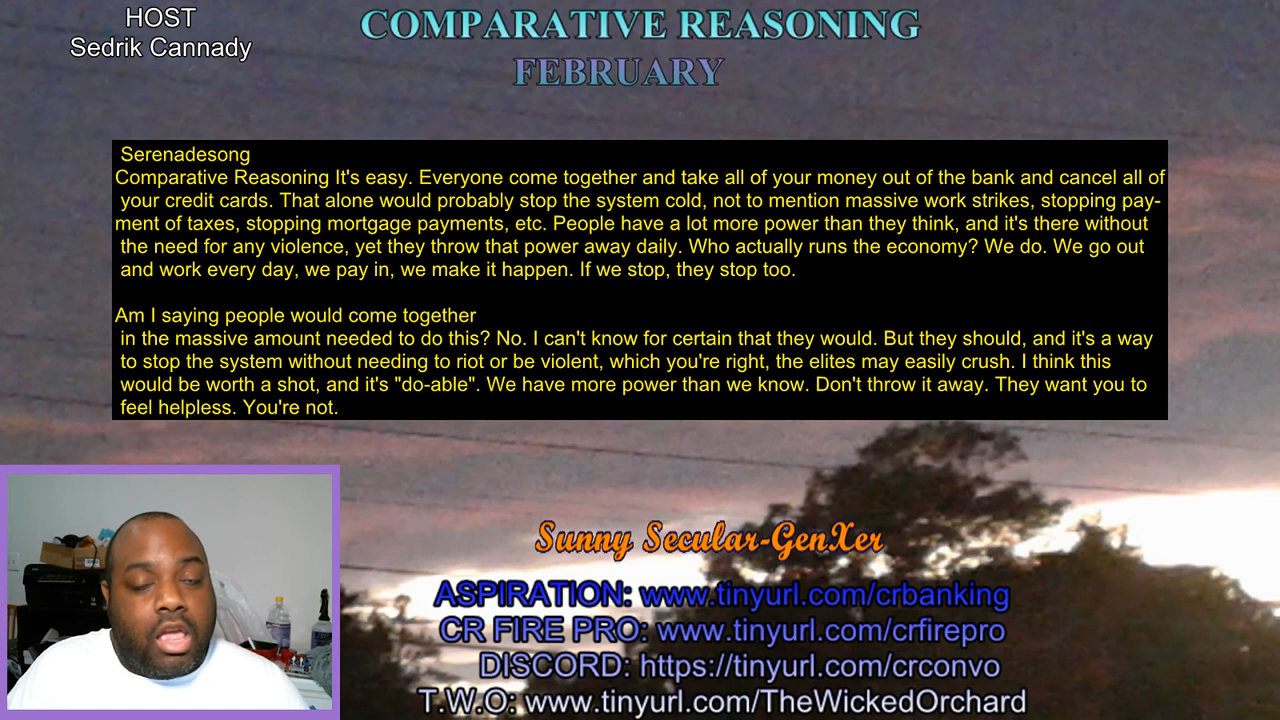 HOST
Sedrik Cannady
COMPARATIVE REASONING
FEBRUARY
Serenadesong
Comparative Reasoning It's easy. Everyone come together and take all of your money out of the bank and cancel all of
your credit cards. That alone would probably stop the system cold, not to mention massive work strikes, stopping pay-
ment of taxes, stopping mortgage payments, etc. People have a lot more power than they think, and it's there without
the need for any violence, yet they throw that power away daily. Who actually runs the economy? We do. We go out
and work every day, we pay in, we make it happen. If we stop, they stop too.
Am I saying people would come together
in the massive amount needed to do this? No. I can't know for certain that they would. But they should, and it's a way
to stop the system without needing to riot or be violent, which you're right, the elites may easily crush. I think this
would be worth a shot, and it's "do-able". We have more power than we know. Don't throw it away. They want you to
feel helpless. You're not.
Sunny Secular-GenXer
ASPIRATION: www.tinyurl.com/crbanking
CR FIRE PRO: www.tinyurl.com/crfirepro
DISCORD: https://tinyurl.com/crconvo
T.W.O: www.tinyurl.com/TheWickedOrchard